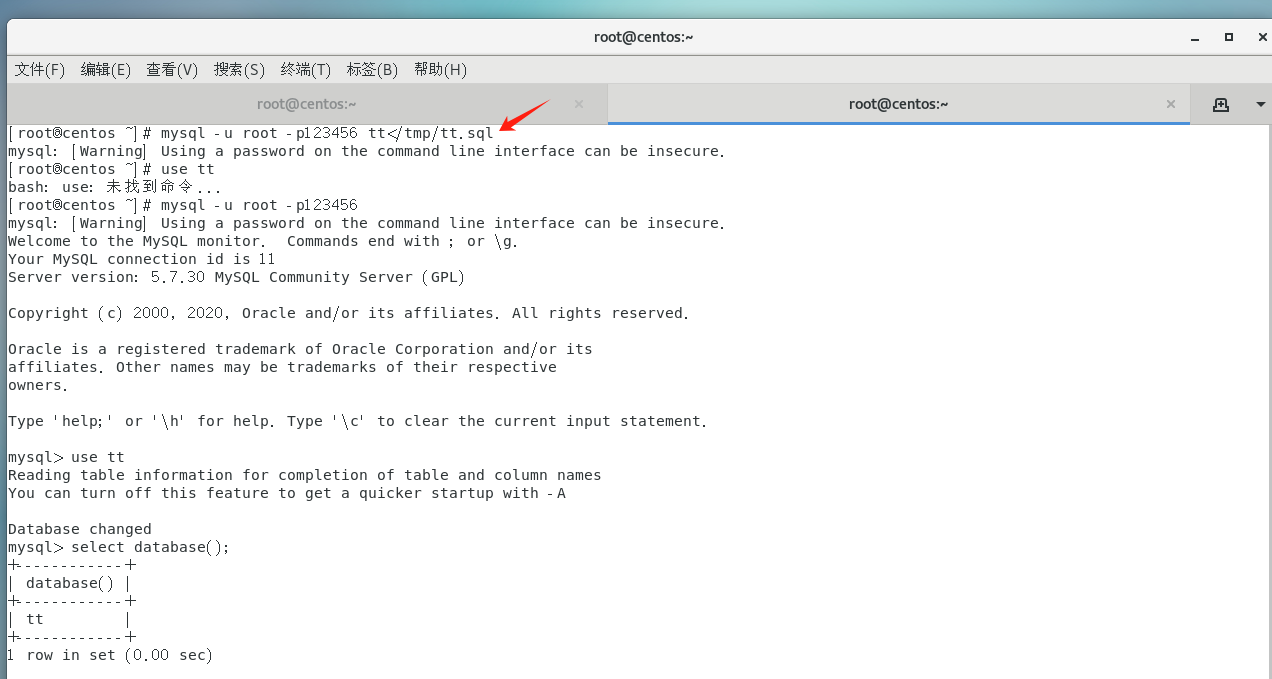 root@centos:~
文件(F) 编辑(E) 查看(V) 搜索(S) 终端(T) 标签(B) 帮助(H)
root@centos:~ × root@centos:~ ×
[root@centos ~]# mysql -u root -p123456 tt</tmp/tt.sql
mysql: [Warning] Using a password on the command line interface can be insecure.
[root@centos ~]# use tt
bash: use: 未找到命令...
[root@centos ~]# mysql -u root -p123456
mysql: [Warning] Using a password on the command line interface can be insecure.
Welcome to the MySQL monitor.  Commands end with ; or \g.
Your MySQL connection id is 11
Server version: 5.7.30 MySQL Community Server (GPL)
Copyright (c) 2000, 2020, Oracle and/or its affiliates. All rights reserved.
Oracle is a registered trademark of Oracle Corporation and/or its
affiliates. Other names may be trademarks of their respective
owners.
Type 'help;' or '\h' for help. Type '\c' to clear the current input statement.
mysql> use tt
Reading table information for completion of table and column names
You can turn off this feature to get a quicker startup with -A
Database changed
mysql> select database();
+------------+
| database() |
+------------+
| tt         |
+------------+
1 row in set (0.00 sec)